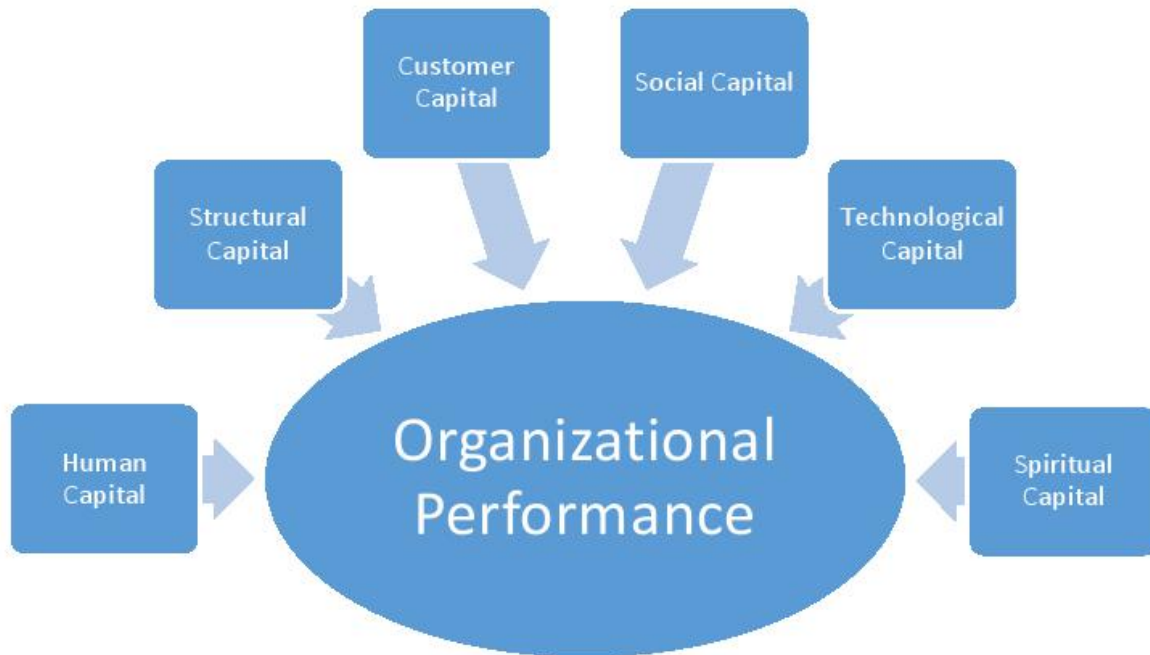 Customer
Capital
Social Capital
Structural
Capital
Technological
Capital
Human
Capital
Organizational
Performance
Spiritual
Capital